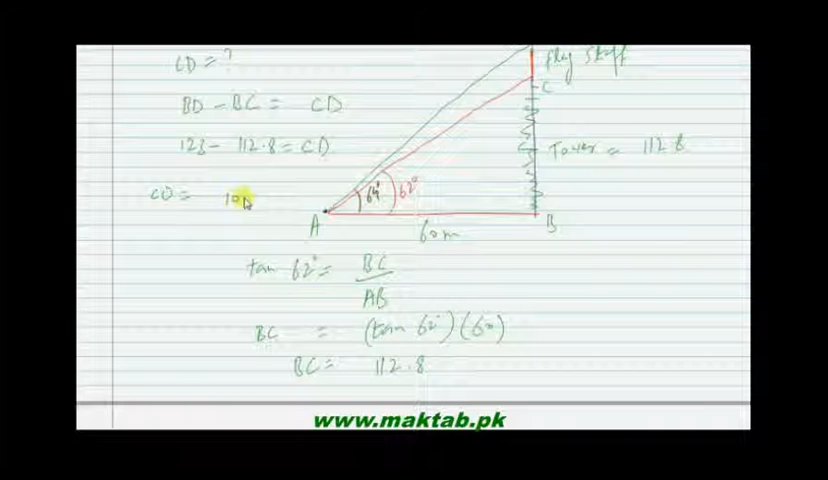 CD = ?
Flag Staff
C
BD - BC = CD
123 - 112.8 = CD
Tower = 112.8
CD = 10
64° 62°
A
B
60m
tan 62° = BC
AB
BC = (tan 62°)(60)
BC = 112.8
www.maktab.pk